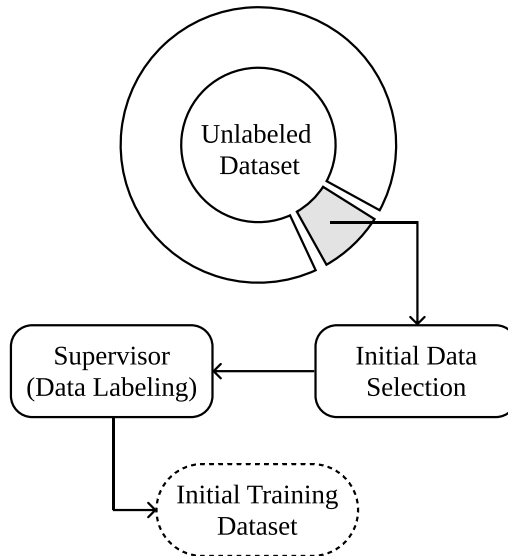 Unlabeled
Dataset
Initial Data
Selection
Supervisor
(Data Labeling)
Initial Training
Dataset